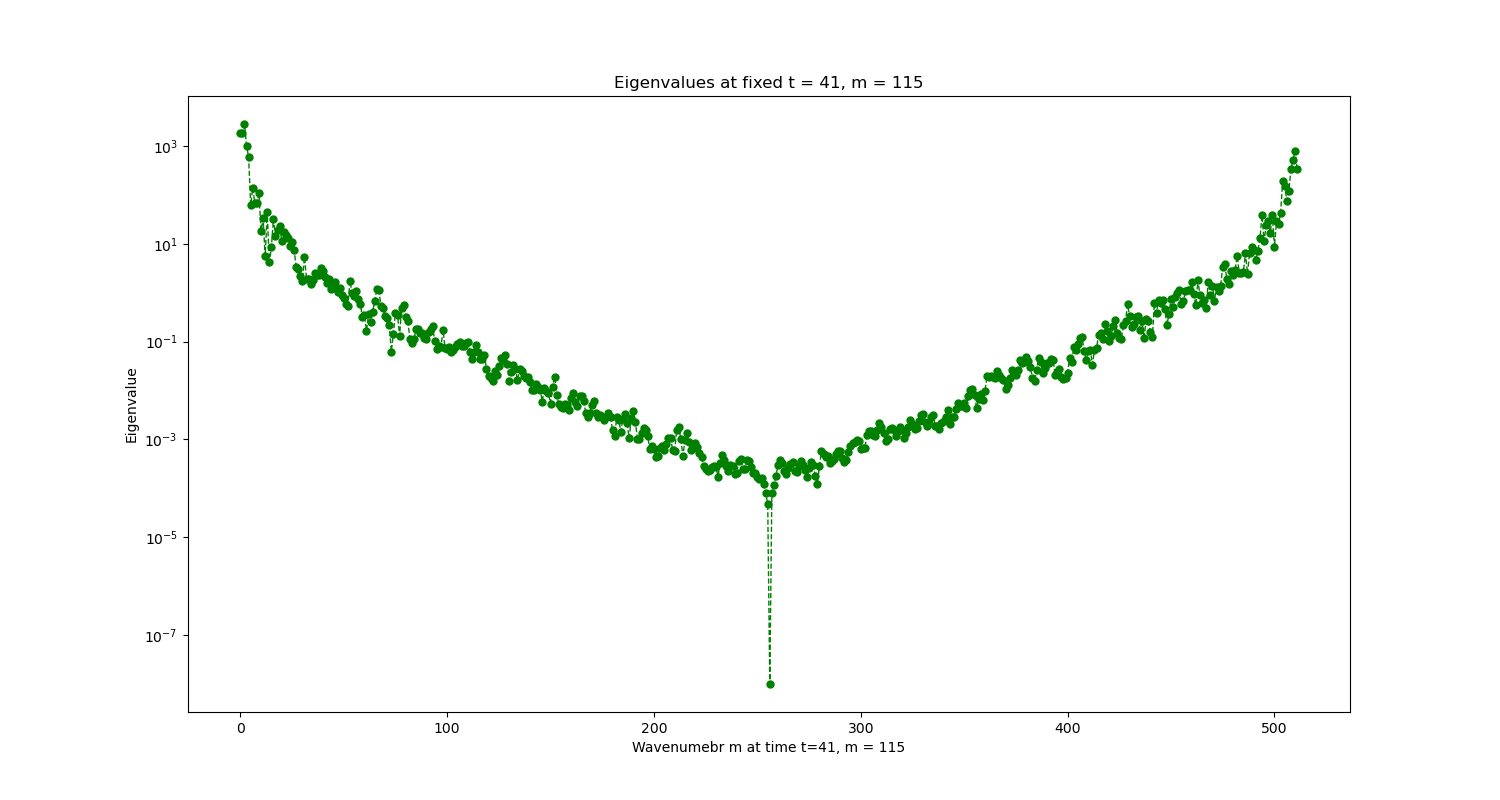 Eigenvalues at fixed t = 41, m = 115
10³
10¹
10⁻¹
10⁻³
10⁻⁵
10⁻⁷
Eigenvalue
0 100 200 300 400 500
Wavenumebr m at time t=41, m = 115